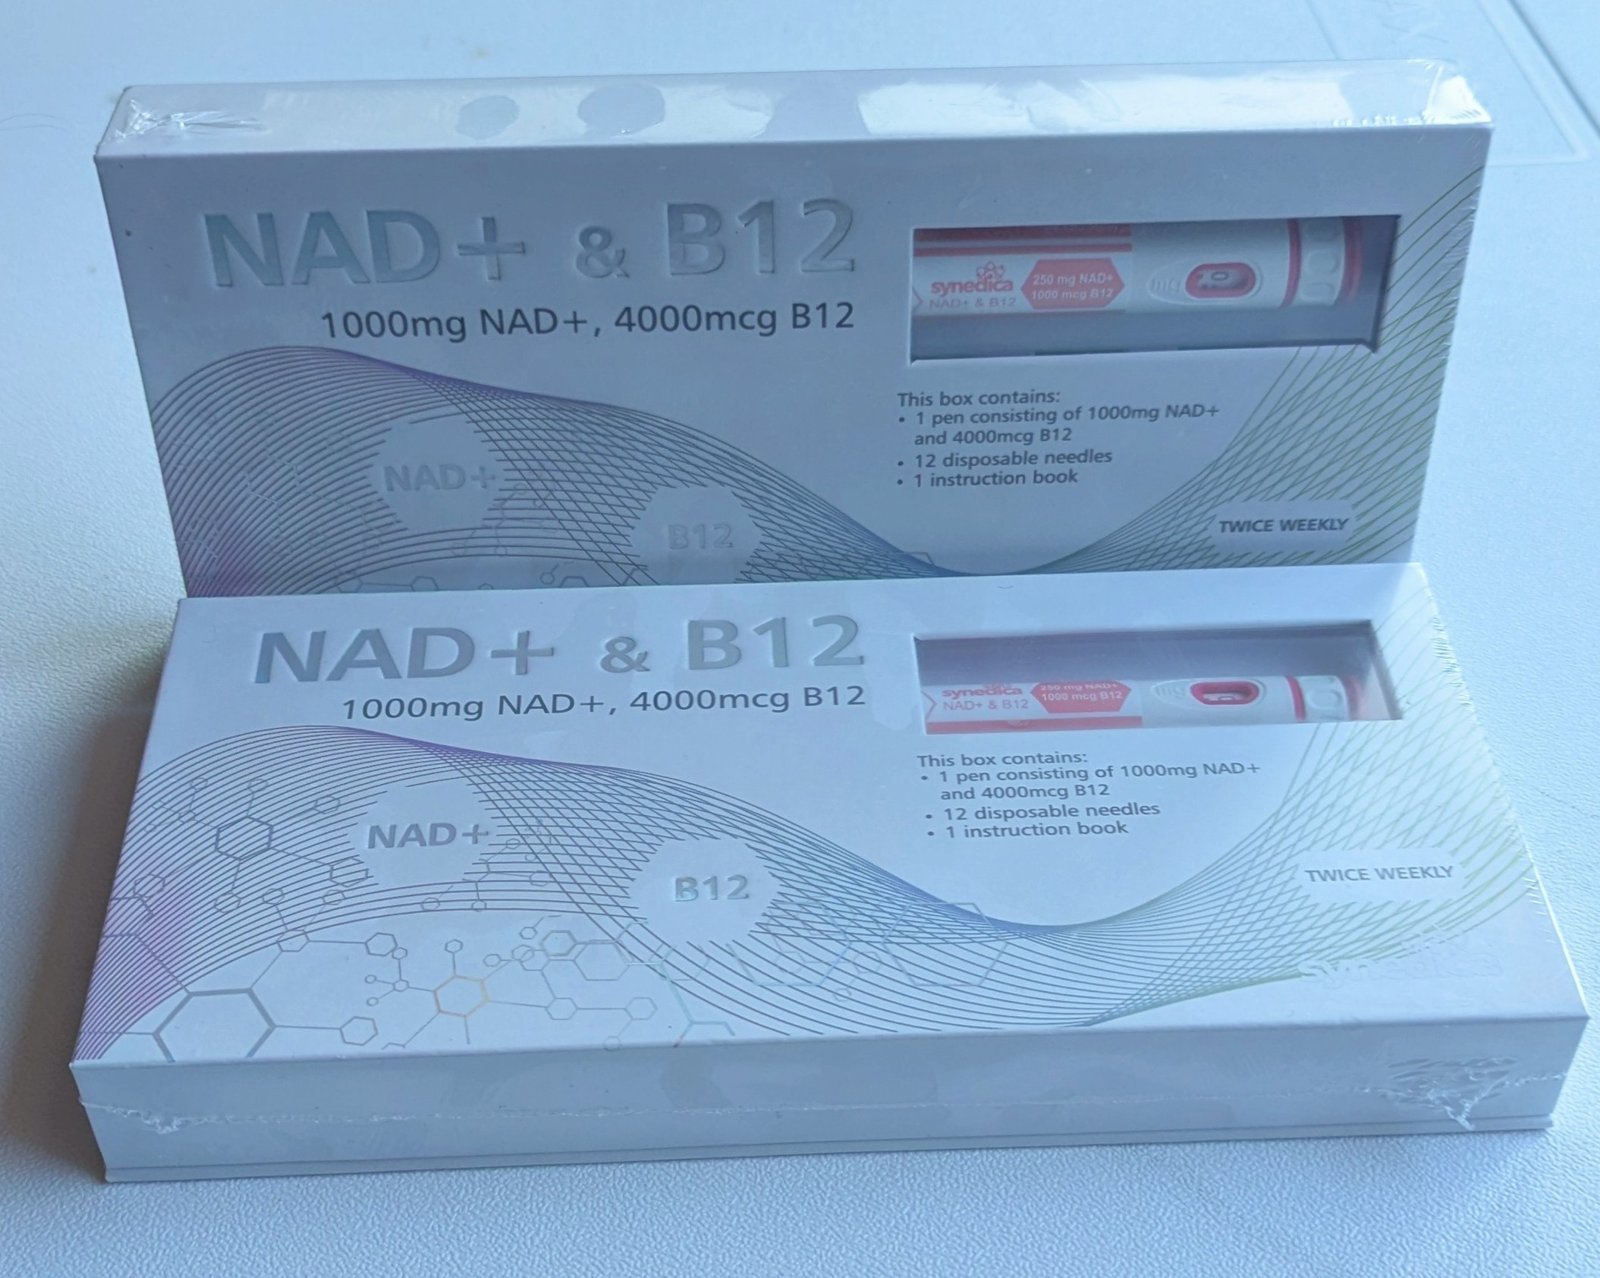 NAD+ & B12
1000mg NAD+, 4000mcg B12
synedica
NAD+ & B12
250 mg NAD+
1000 mcg B12
mg
This box contains:
• 1 pen consisting of 1000mg NAD+
and 4000mcg B12
• 12 disposable needles
• 1 instruction book
NAD+
B12
TWICE WEEKLY
NAD+ & B12
1000mg NAD+, 4000mcg B12
synedica
NAD+ & B12
250 mg NAD+
1000 mcg B12
mg
This box contains:
• 1 pen consisting of 1000mg NAD+
and 4000mcg B12
• 12 disposable needles
• 1 instruction book
NAD+
B12
TWICE WEEKLY